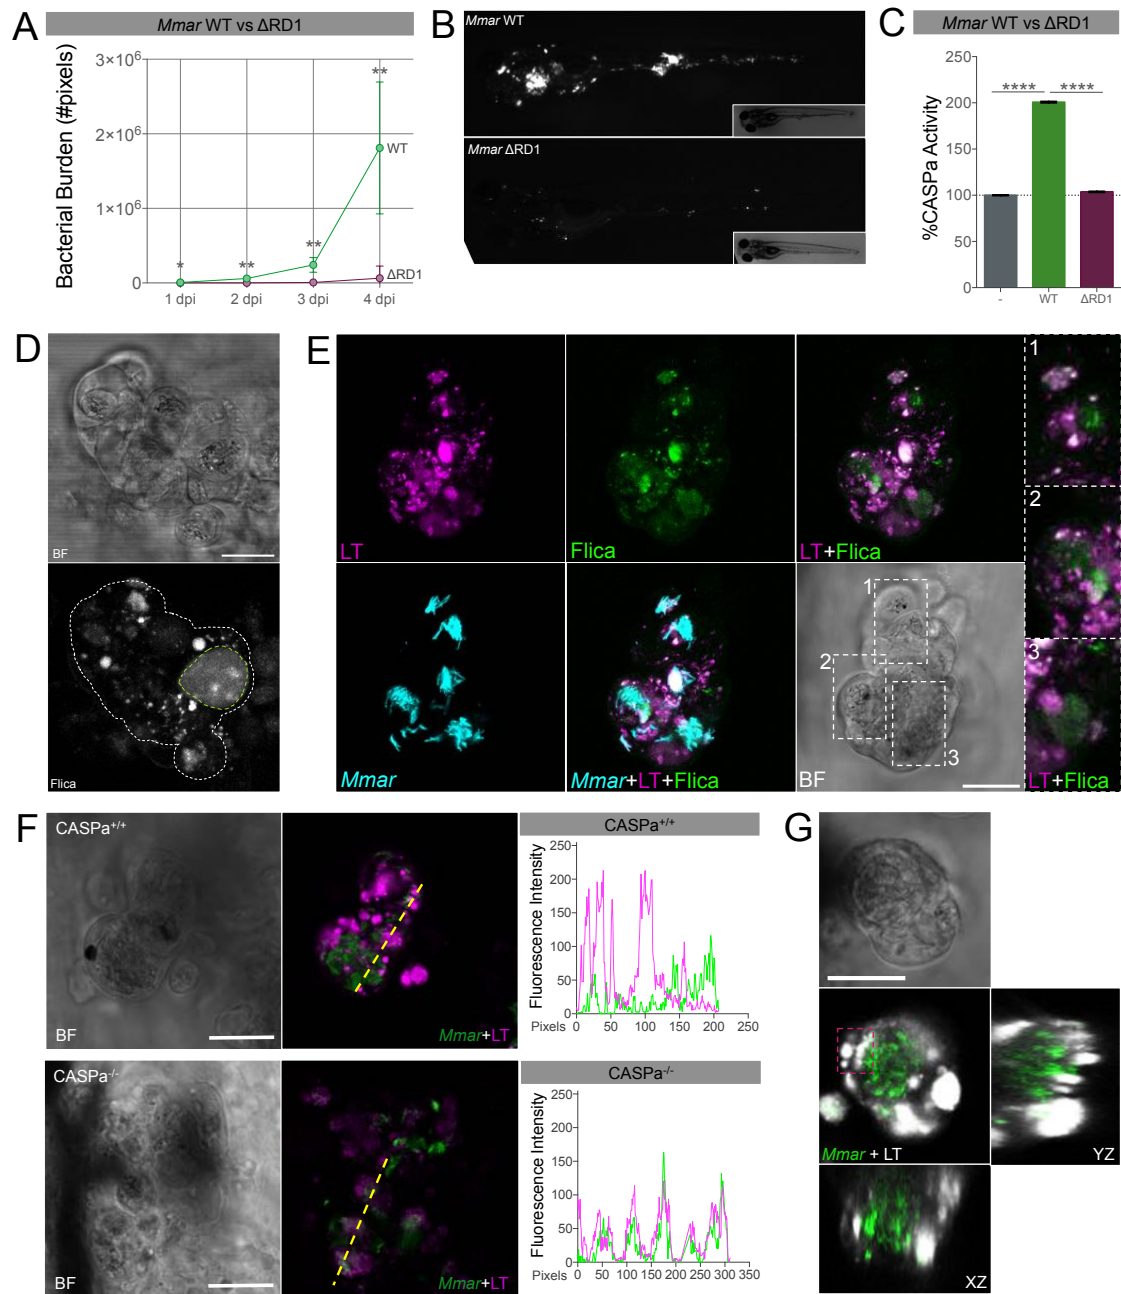 A
Mmar WT vs ΔRD1
Bacterial Burden (#pixels)
3×10⁶
2×10⁶
1×10⁶
0
*
**
**
**
WT
ΔRD1
1 dpi 2 dpi 3 dpi 4 dpi
B
Mmar WT
Mmar ΔRD1
C
Mmar WT vs ΔRD1
%CASPa Activity
250
200
150
100
50
0
**** ****
- WT ΔRD1
D
BF
Flica
E
LT
Flica
LT+Flica
1
2
3
Mmar
Mmar+LT+Flica
1
2
3
BF
LT+Flica
F
CASPa⁺/⁺
BF
Mmar+LT
CASPa⁺/⁺
Fluorescence Intensity
250
200
150
100
50
0
Pixels 0 50 100 150 200 250
CASPa⁻/⁻
BF
Mmar+LT
CASPa⁻/⁻
Fluorescence Intensity
250
200
150
100
50
0
Pixels 0 50 100 150 200 250 300 350
G
Mmar + LT
YZ
XZ